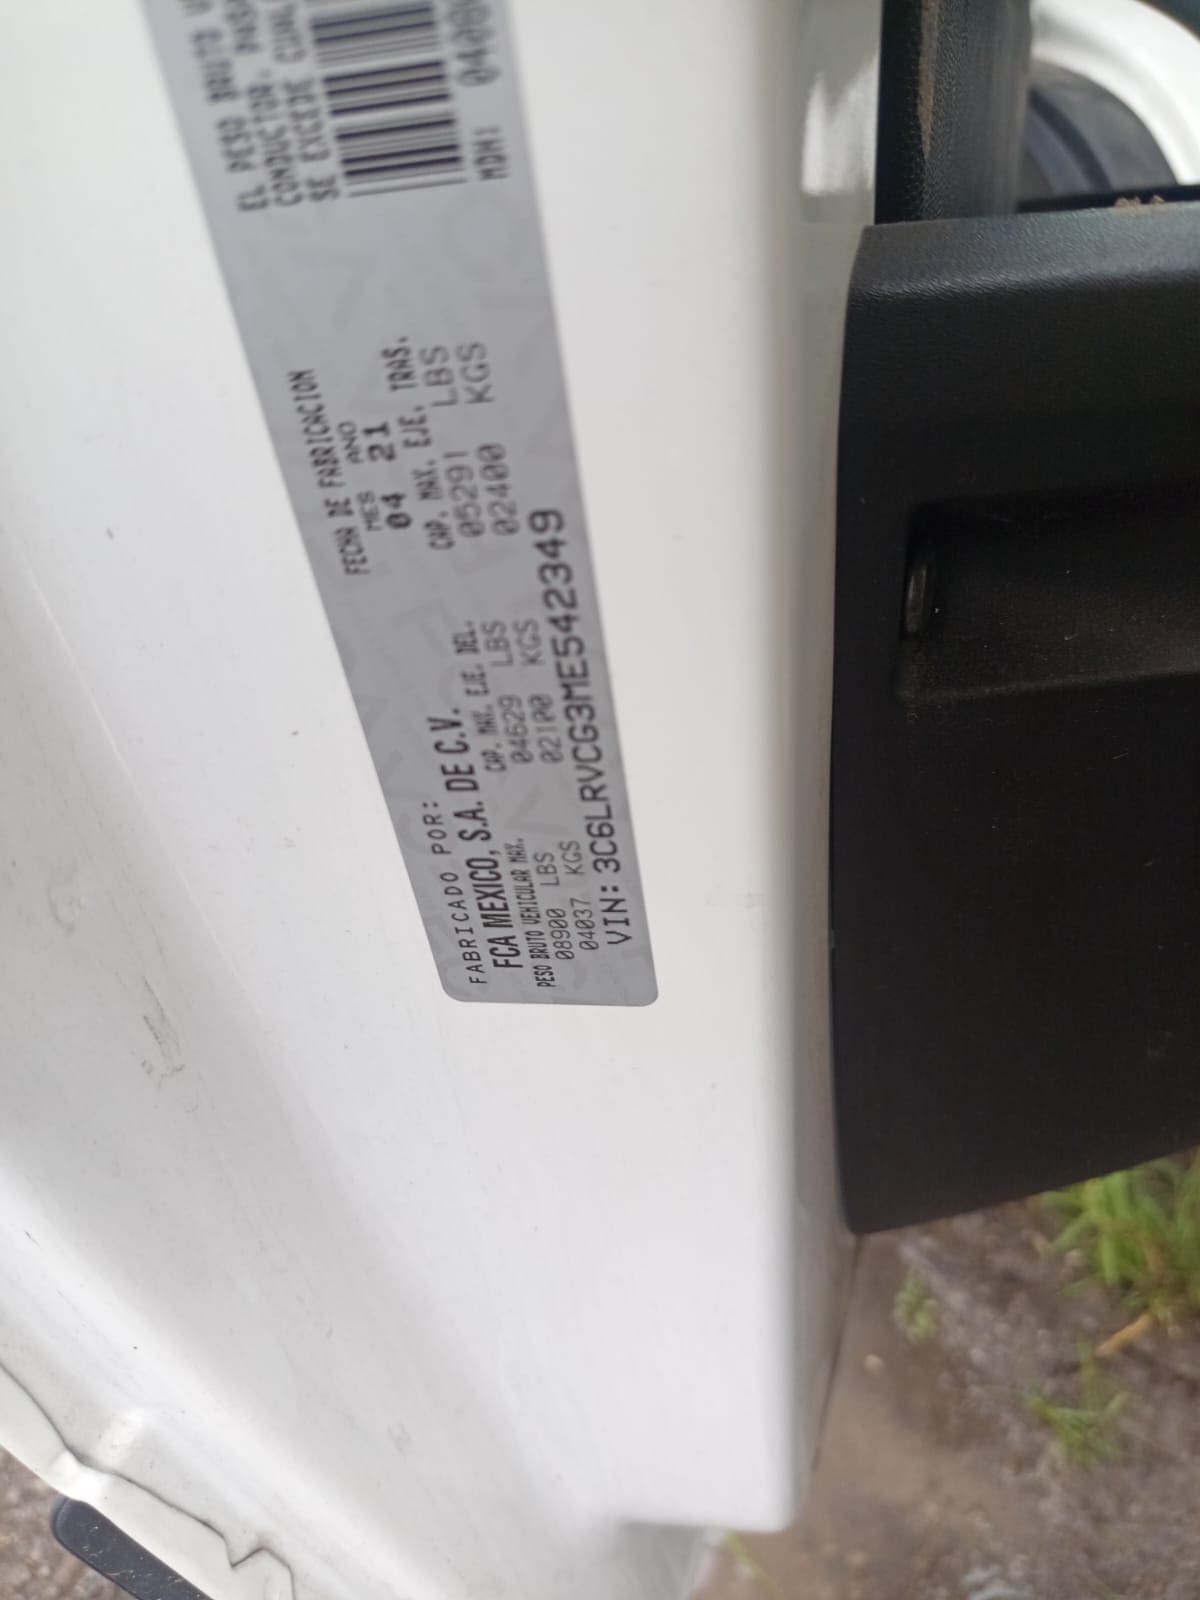 FABRICADO POR:
FCA MEXICO, S.A. DE C.V.
FECHA DE FABRICACION
MES ANO
04 21
PESO BRUTO VEHICULAR MAX.
08900 LBS
04037 KGS
CAP. MAX. EJE. DEL.
04629 LBS
02100 KGS
CAP. MAX. EJE. TRAS.
05291 LBS
02400 KGS
VIN: 3C6LRVCG3ME542349
EL PESO BRUTO
CONDUCTOR,
SE EXCEDE
MDH: